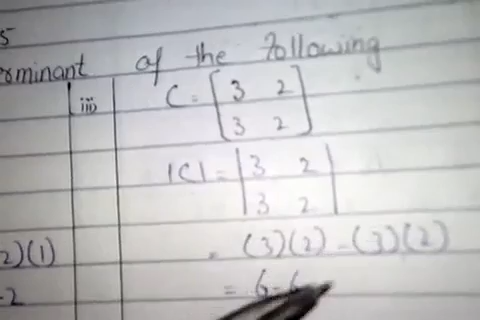 5
erminant of the Following
iii C = [3 2
3 2]
|C| = |3 2
3 2|
2)(1) = (3)(2) - (3)(2)
-2 = 6-6